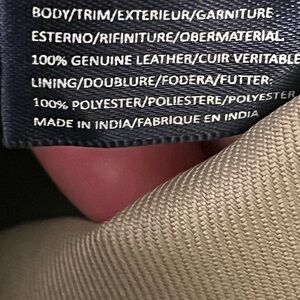 BODY/TRIM/EXTERIEUR/GARNITURE
ESTERNO/RIFINITURE/OBERMATERIAL
100% GENUINE LEATHER/CUIR VERITABLE
LINING/DOUBLURE/FODERA/FUTTER:
100% POLYESTER/POLIESTERE/POLYESTER
MADE IN INDIA/FABRIQUE EN INDIA